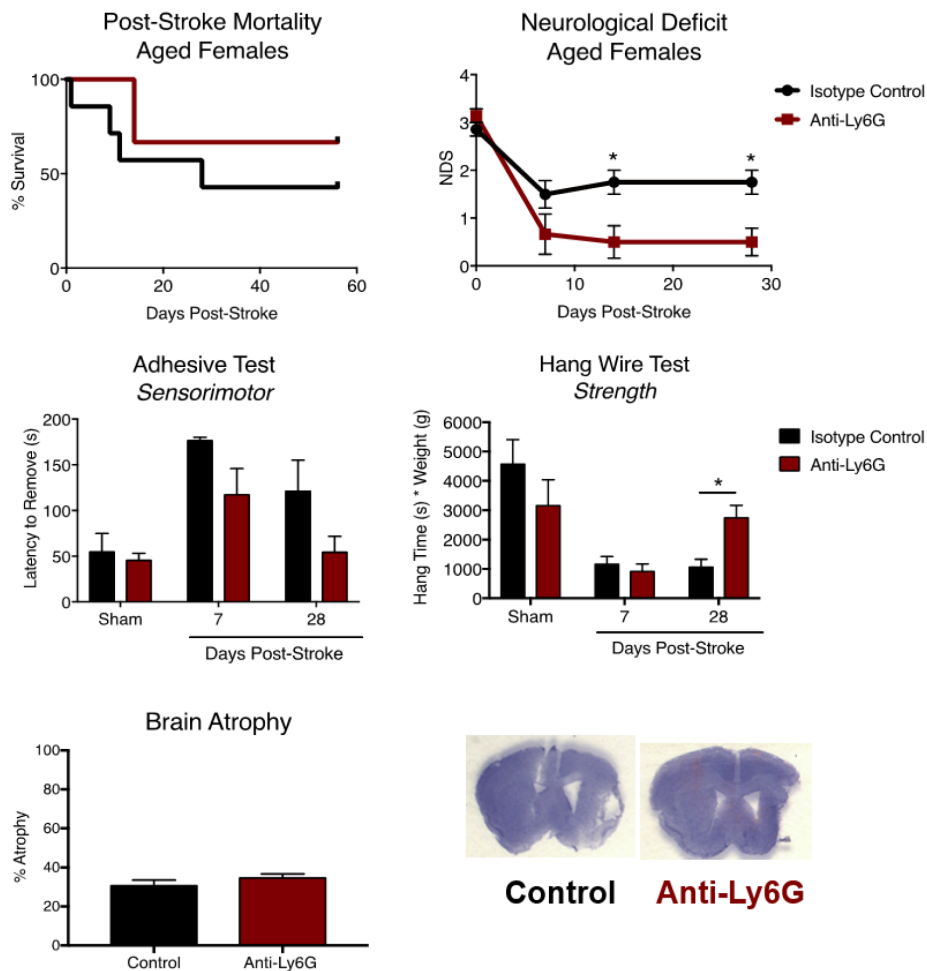 Post-Stroke Mortality
Aged Females
% Survival
100
50
0
0
20
40
60
Days Post-Stroke
Neurological Deficit
Aged Females
NDS
4
3
2
1
0
*
*
0
10
20
30
Days Post-Stroke
Isotype Control
Anti-Ly6G
Adhesive Test
Sensorimotor
Latency to Remove (s)
200
150
100
50
0
Sham
7
28
Days Post-Stroke
Hang Wire Test
Strength
Hang Time (s) * Weight (g)
6000
5000
4000
3000
2000
1000
0
*
Sham
7
28
Days Post-Stroke
Isotype Control
Anti-Ly6G
Brain Atrophy
% Atrophy
100
80
60
40
20
0
Control
Anti-Ly6G
Control
Anti-Ly6G